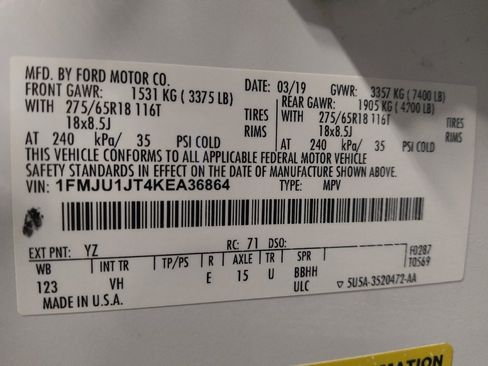 MFD. BY FORD MOTOR CO.
DATE: 03/19 GVWR: 3357 KG (7400 LB)
FRONT GAWR: 1531 KG (3375 LB) REAR GAWR: 1905 KG (4200 LB)
WITH 275/65R18 116T TIRES WITH 275/65R18 116T TIRES
18x8.5J RIMS 18x8.5J RIMS
AT 240 kPa/ 35 PSI COLD AT 240 kPa/ 35 PSI COLD
THIS VEHICLE CONFORMS TO ALL APPLICABLE FEDERAL MOTOR VEHICLE
SAFETY STANDARDS IN EFFECT ON THE DATE OF MANUFACTURE SHOWN ABOVE.
VIN: 1FMJU1JT4KEA36864 TYPE: MPV
EXT PNT: YZ RC: 71 DSO: F0287
WB INT TR TP/PS R AXLE TR SPR T0S69
123 VH E 15 U BBHH
ULC ▽ 5U5A-3520472-AA
MADE IN U.S.A.